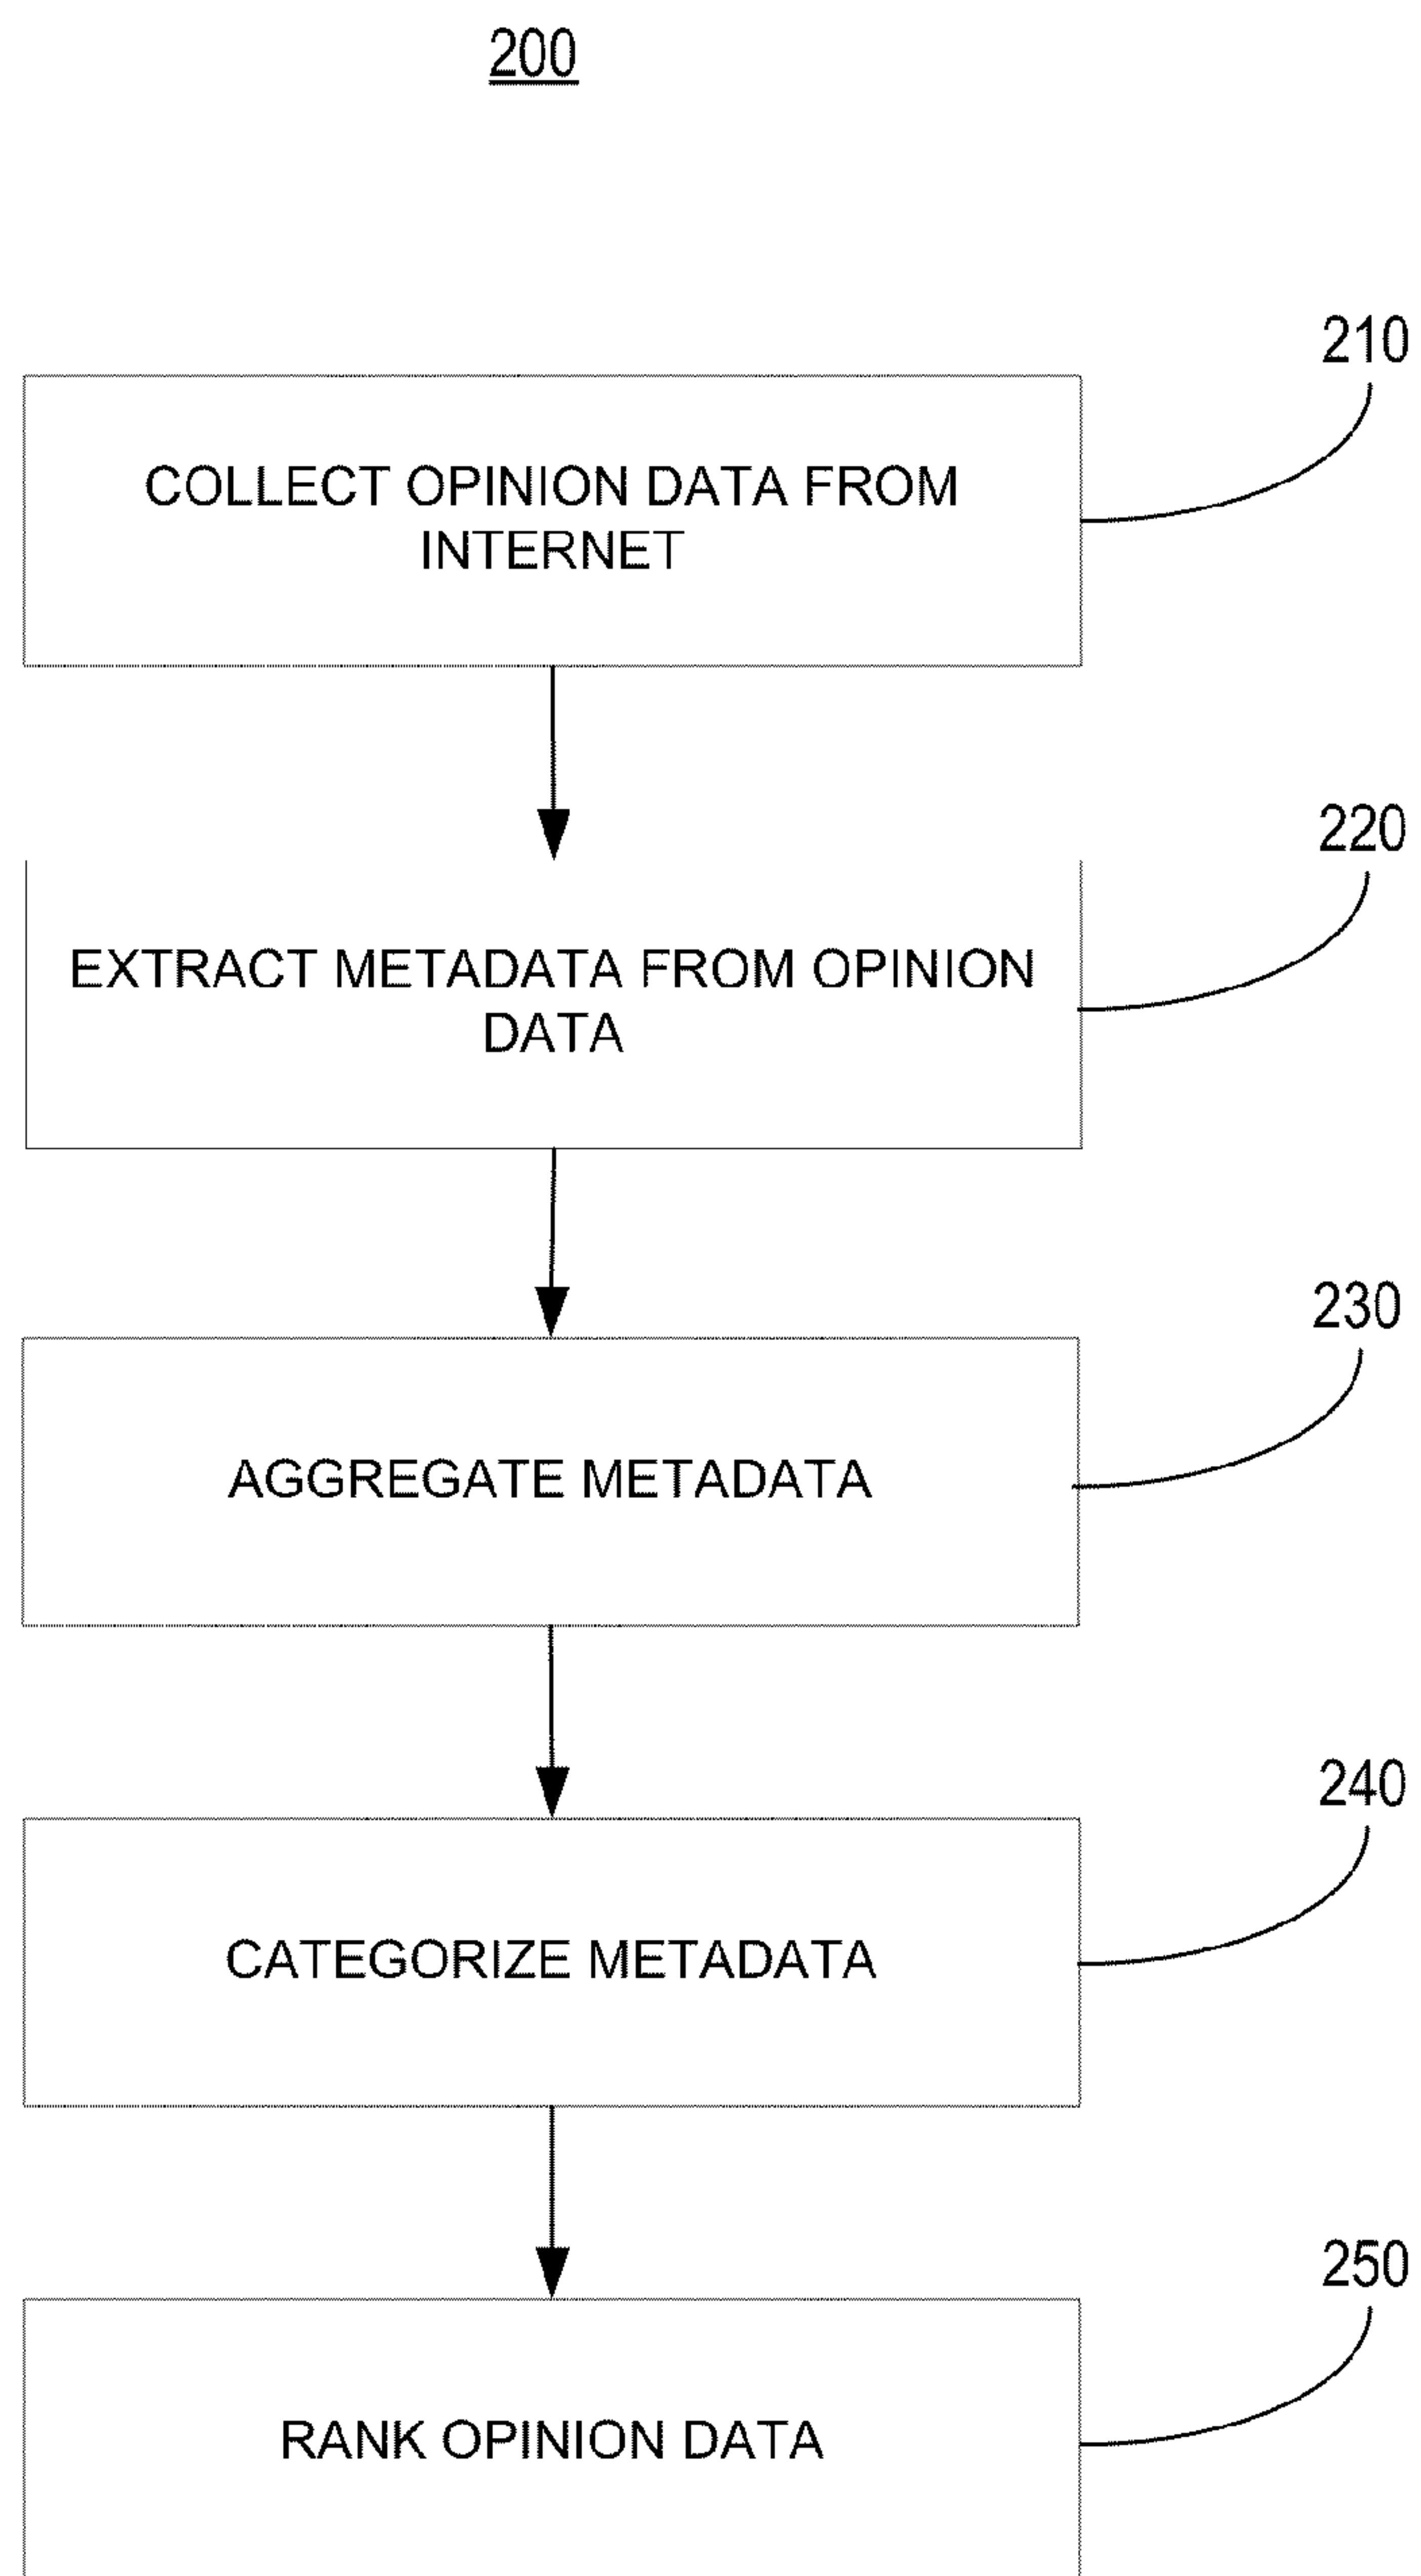 200
210
COLLECT OPINION DATA FROM
INTERNET
220
EXTRACT METADATA FROM OPINION
DATA
230
AGGREGATE METADATA
240
CATEGORIZE METADATA
250
RANK OPINION DATA